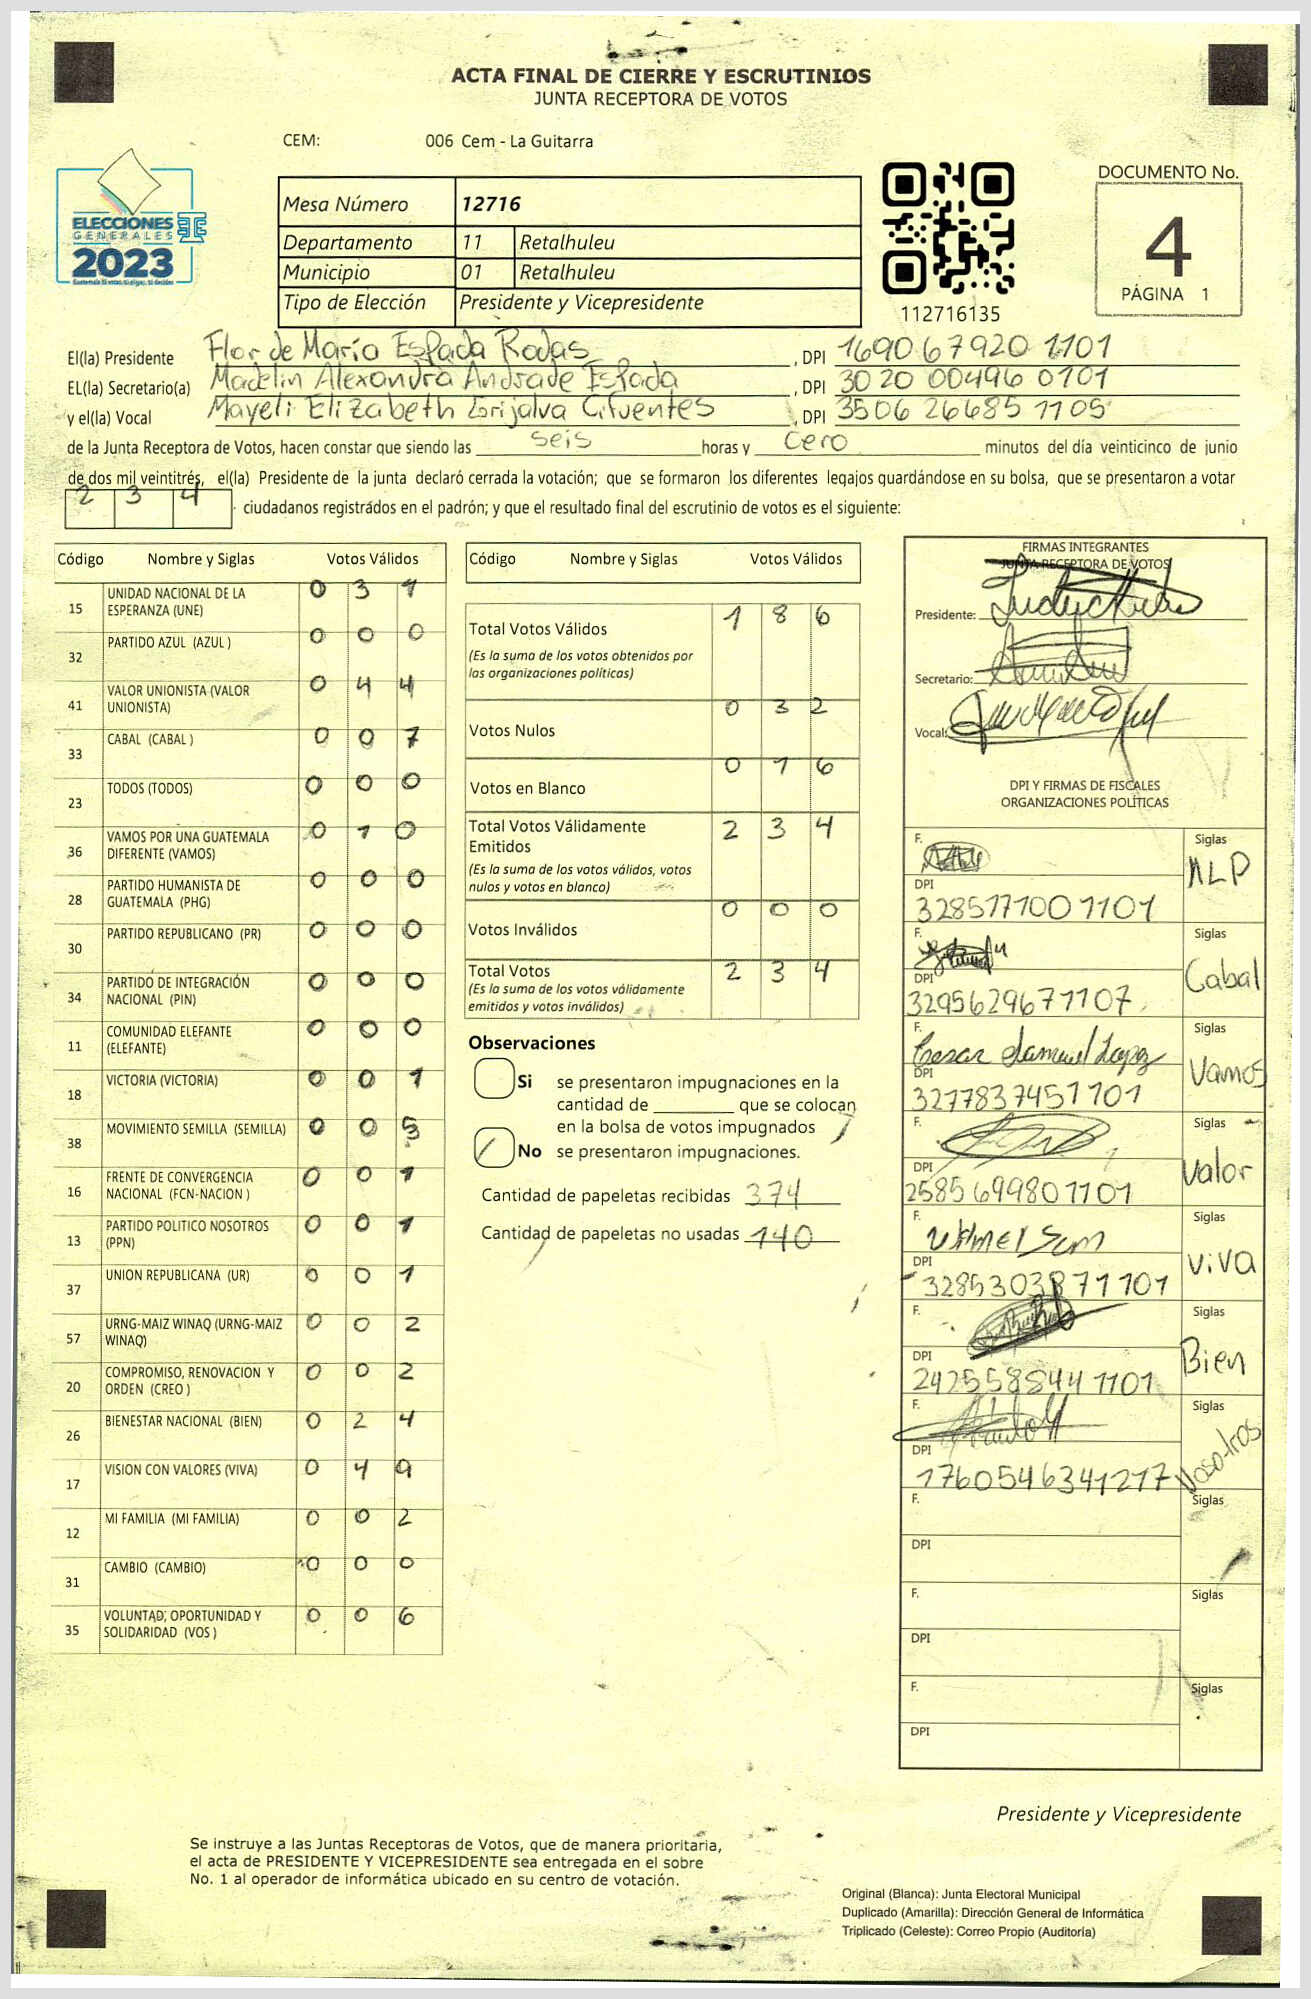 ACTA FINAL DE CIERRE Y ESCRUTINIOS
JUNTA RECEPTORA DE VOTOS
CEM: 006 Cem - La Guitarra
ELECCIONES
GENERALES
2023
Mesa Número 12716
Departamento 11 Retalhuleu
Municipio 01 Retalhuleu
Tipo de Elección Presidente y Vicepresidente
112716135
DOCUMENTO No.
4
PÁGINA 1
El(la) Presidente Flor de María Espada Rodas, DPI 1690 67920 1101
EL(la) Secretario(a) Madelin Alexandra Andrade Espada, DPI 3020 00496 0101
y el(la) Vocal Mayeli Elizabeth Grijalva Cifuentes, DPI 3506 26685 1105
de la Junta Receptora de Votos, hacen constar que siendo las seis horas y cero minutos del día veinticinco de junio
de dos mil veintitrés, el(la) Presidente de la junta declaró cerrada la votación; que se formaron los diferentes legajos guardándose en su bolsa, que se presentaron a votar
2 3 4 ciudadanos registrados en el padrón; y que el resultado final del escrutinio de votos es el siguiente:
Código Nombre y Siglas Votos Válidos
15 UNIDAD NACIONAL DE LA ESPERANZA (UNE) 0 3 1
32 PARTIDO AZUL (AZUL ) 0 0 0
41 VALOR UNIONISTA (VALOR UNIONISTA) 0 4 4
33 CABAL (CABAL ) 0 0 7
23 TODOS (TODOS) 0 0 0
36 VAMOS POR UNA GUATEMALA DIFERENTE (VAMOS) 0 1 0
28 PARTIDO HUMANISTA DE GUATEMALA (PHG) 0 0 0
30 PARTIDO REPUBLICANO (PR) 0 0 0
34 PARTIDO DE INTEGRACIÓN NACIONAL (PIN) 0 0 0
11 COMUNIDAD ELEFANTE (ELEFANTE) 0 0 0
18 VICTORIA (VICTORIA) 0 0 1
38 MOVIMIENTO SEMILLA (SEMILLA) 0 0 5
16 FRENTE DE CONVERGENCIA NACIONAL (FCN-NACION ) 0 0 1
13 PARTIDO POLITICO NOSOTROS (PPN) 0 0 1
37 UNION REPUBLICANA (UR) 0 0 1
57 URNG-MAIZ WINAQ (URNG-MAIZ WINAQ) 0 0 2
20 COMPROMISO, RENOVACION Y ORDEN (CREO ) 0 0 2
26 BIENESTAR NACIONAL (BIEN) 0 2 4
17 VISION CON VALORES (VIVA) 0 4 9
12 MI FAMILIA (MI FAMILIA) 0 0 2
31 CAMBIO (CAMBIO) 0 0 0
35 VOLUNTAD, OPORTUNIDAD Y SOLIDARIDAD (VOS ) 0 0 6
Código Nombre y Siglas Votos Válidos
Total Votos Válidos 1 8 6
(Es la suma de los votos obtenidos por
las organizaciones políticas)
Votos Nulos 0 3 2
Votos en Blanco 0 1 6
Total Votos Válidamente
Emitidos 2 3 4
(Es la suma de los votos válidos, votos
nulos y votos en blanco)
Votos Inválidos 0 0 0
Total Votos 2 3 4
(Es la suma de los votos válidamente
emitidos y votos inválidos)
Observaciones
Si se presentaron impugnaciones en la
cantidad de ________ que se colocan
en la bolsa de votos impugnados
No se presentaron impugnaciones.
Cantidad de papeletas recibidas 374
Cantidad de papeletas no usadas 140
FIRMAS INTEGRANTES
JUNTA RECEPTORA DE VOTOS
Presidente:
Secretario:
Vocal:
DPI Y FIRMAS DE FISCALES
ORGANIZACIONES POLÍTICAS
F. Siglas
NLP
DPI
3285171001101
F. Siglas
Cabal
DPI
3295629671107
F. Cesar Samuel Lopez Siglas
Vamos
DPI
3277837451101
F. Siglas
Valor
DPI
2585699801101
F. Siglas
viva
DPI
3285303871101
F. Siglas
Bien
DPI
2425588441101
F. Siglas
Nosotros
DPI
1760546341217
F. Siglas
DPI
F. Siglas
DPI
F. Siglas
DPI
Presidente y Vicepresidente
Se instruye a las Juntas Receptoras de Votos, que de manera prioritaria,
el acta de PRESIDENTE Y VICEPRESIDENTE sea entregada en el sobre
No. 1 al operador de informática ubicado en su centro de votación.
Original (Blanca): Junta Electoral Municipal
Duplicado (Amarilla): Dirección General de Informática
Triplicado (Celeste): Correo Propio (Auditoría)